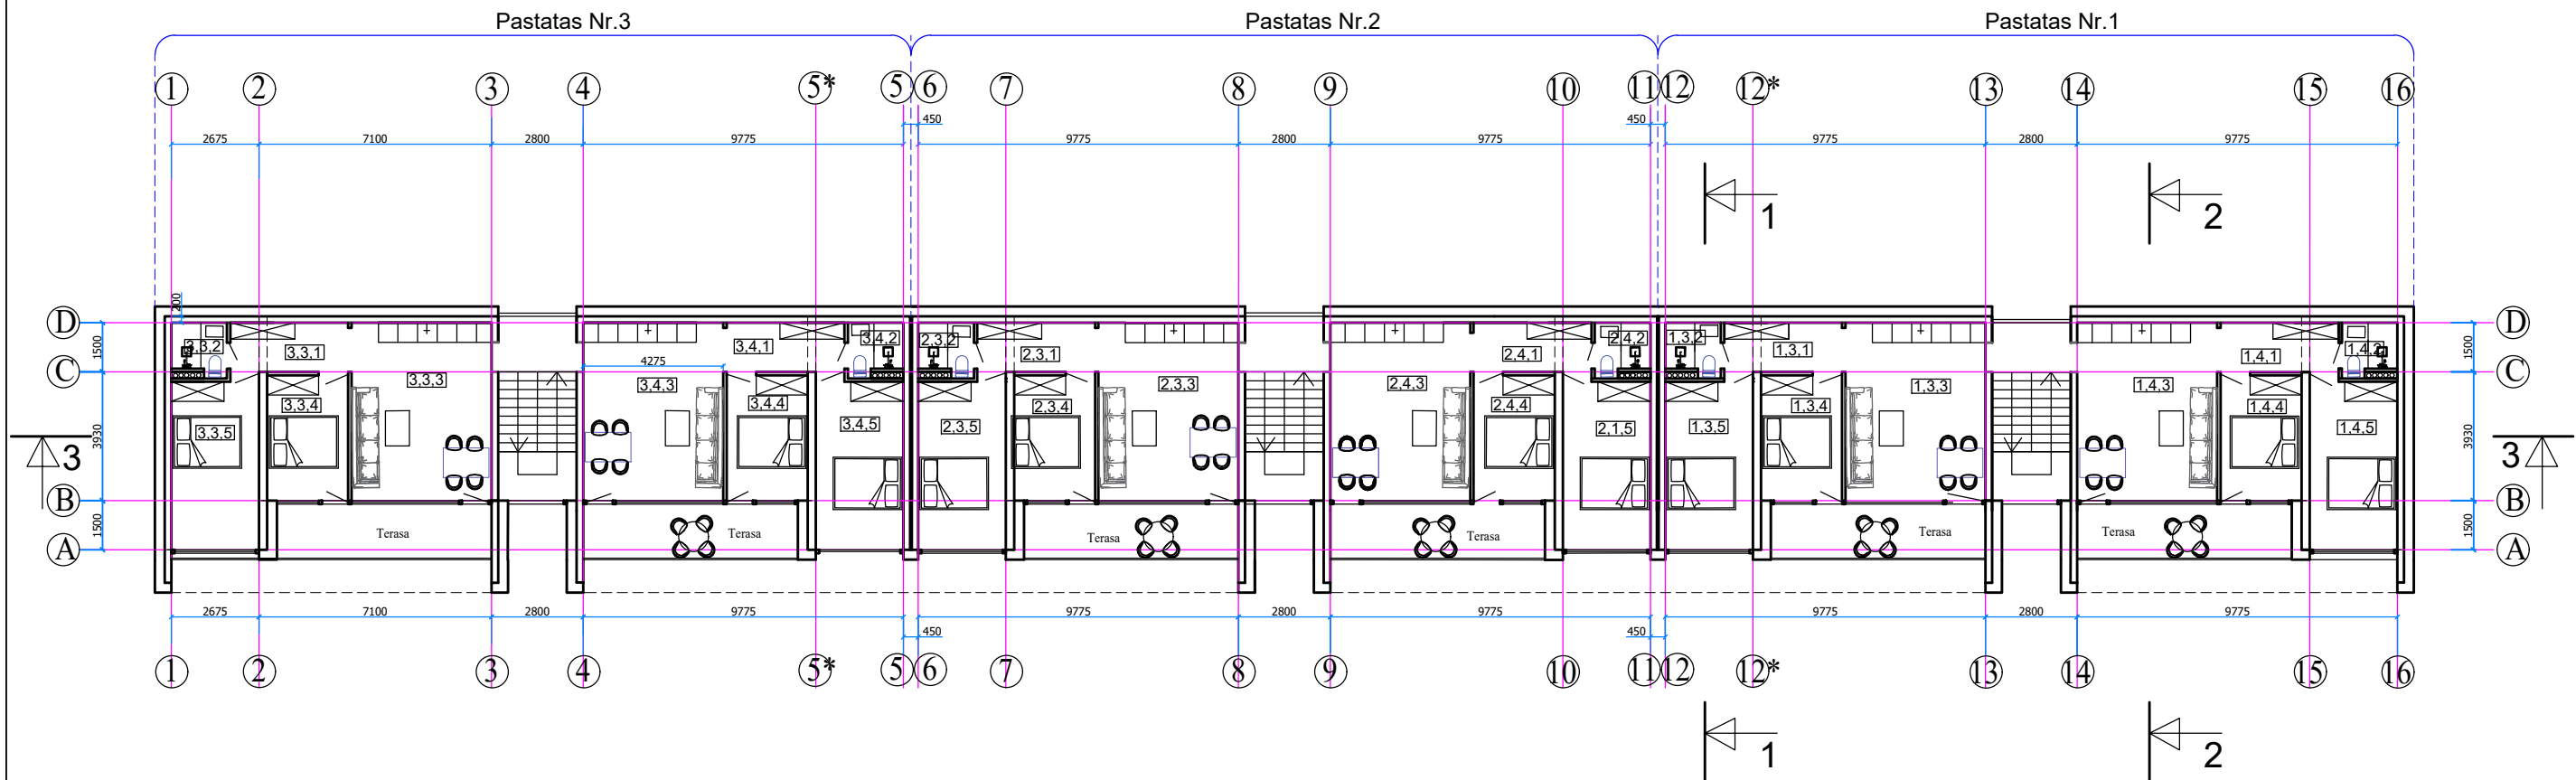 Pastatas Nr.3 Pastatas Nr.2 Pastatas Nr.1
1 2 3 4 5* 5 6 7 8 9 10 11 12 12* 13 14 15 16
450 450
2675 7100 2800 9775 9775 2800 9775 9775 2800 9775
1 2
200
D D
1500 1500
3,3,2 3,3,1 3,4,1 3,4,2 2,3,2 2,3,1 2,4,1 2,4,2 1,3,2 1,3,1 1,4,1 1,4,2
C C
4275
3,3,3 3,4,3 2,3,3 2,4,3 1,3,3 1,4,3
3,3,4 3,4,4 2,3,4 2,4,4 1,3,4 1,4,4
3,3,5 3,4,5 2,3,5 2,1,5 1,3,5 1,4,5
3930 3930
3 3
B B
1500 1500
Terasa Terasa Terasa Terasa Terasa Terasa
A A
2675 7100 2800 9775 9775 2800 9775 9775 2800 9775
450 450
1 2 3 4 5* 5 6 7 8 9 10 11 12 12* 13 14 15 16
1 2